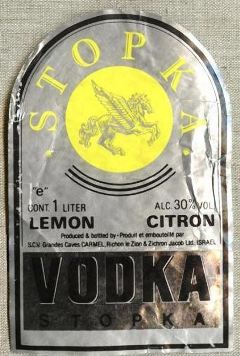 · STOPKA ·
"e"
CONT. 1 LITER ALC. 30% VOL.
LEMON CITRON
Produced & bottled by - Produit et embouteillé par
S.C.V. Grandes Caves CARMEL, Richon le Zion & Zichron Jacob Ltd. ISRAEL
VODKA
STOPKA